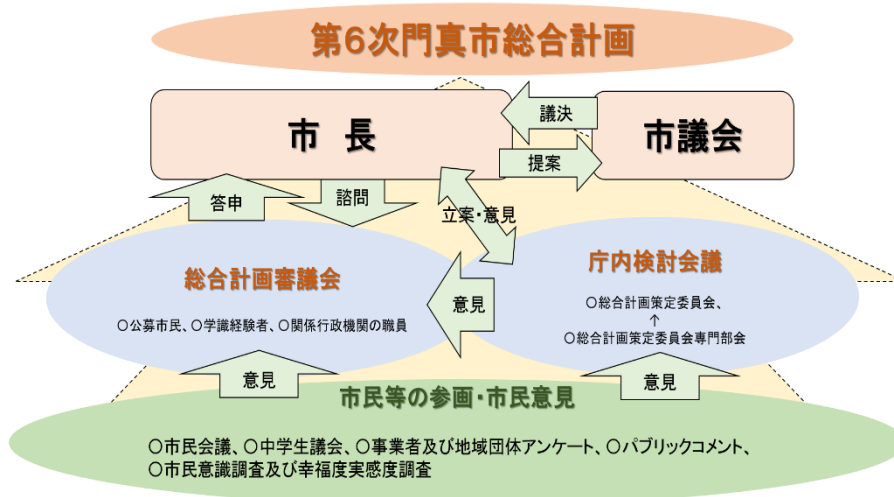 第6次門真市総合計画
市 長
議決
提案
市議会
答申
諮問
立案・意見
総合計画審議会
○公募市民、○学識経験者、○関係行政機関の職員
意見
庁内検討会議
○総合計画策定委員会、
↑
○総合計画策定委員会専門部会
意見
意見
市民等の参画・市民意見
○市民会議、○中学生議会、○事業者及び地域団体アンケート、○パブリックコメント、
○市民意識調査及び幸福度実感度調査